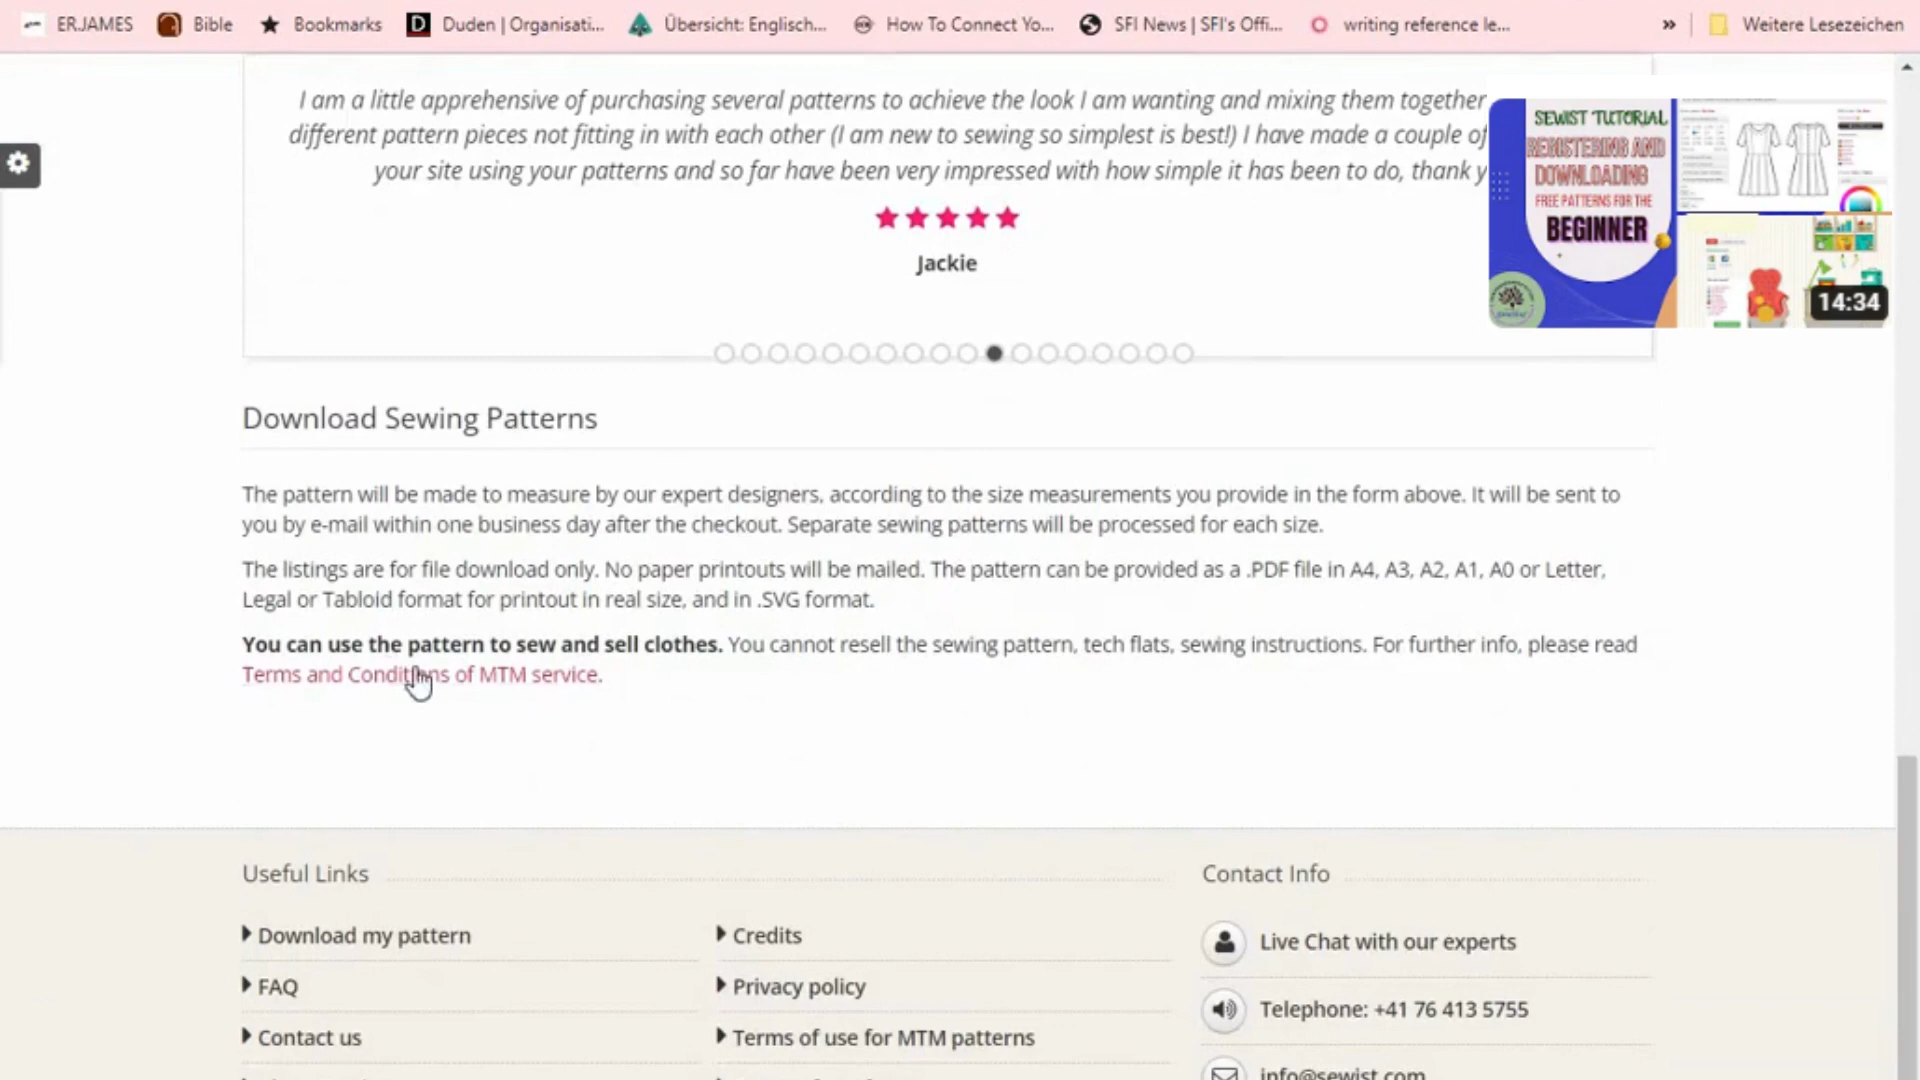 ER.JAMES Bible Bookmarks Duden | Organisati... Übersicht: Englisch... How To Connect Yo... SFI News | SFI's Offi... writing reference le... » Weitere Lesezeichen
I am a little apprehensive of purchasing several patterns to achieve the look I am wanting and mixing them together
different pattern pieces not fitting in with each other (I am new to sewing so simplest is best!) I have made a couple of
your site using your patterns and so far have been very impressed with how simple it has been to do, thank y
Jackie
SEWIST TUTORIAL
REGISTERING AND
DOWNLOADING
FREE PATTERNS FOR THE
BEGINNER
14:34
Download Sewing Patterns
The pattern will be made to measure by our expert designers, according to the size measurements you provide in the form above. It will be sent to
you by e-mail within one business day after the checkout. Separate sewing patterns will be processed for each size.
The listings are for file download only. No paper printouts will be mailed. The pattern can be provided as a .PDF file in A4, A3, A2, A1, A0 or Letter,
Legal or Tabloid format for printout in real size, and in .SVG format.
You can use the pattern to sew and sell clothes. You cannot resell the sewing pattern, tech flats, sewing instructions. For further info, please read
Terms and Conditions of MTM service.
Useful Links
Download my pattern
FAQ
Contact us
Credits
Privacy policy
Terms of use for MTM patterns
Contact Info
Live Chat with our experts
Telephone: +41 76 413 5755
info@sewist.com